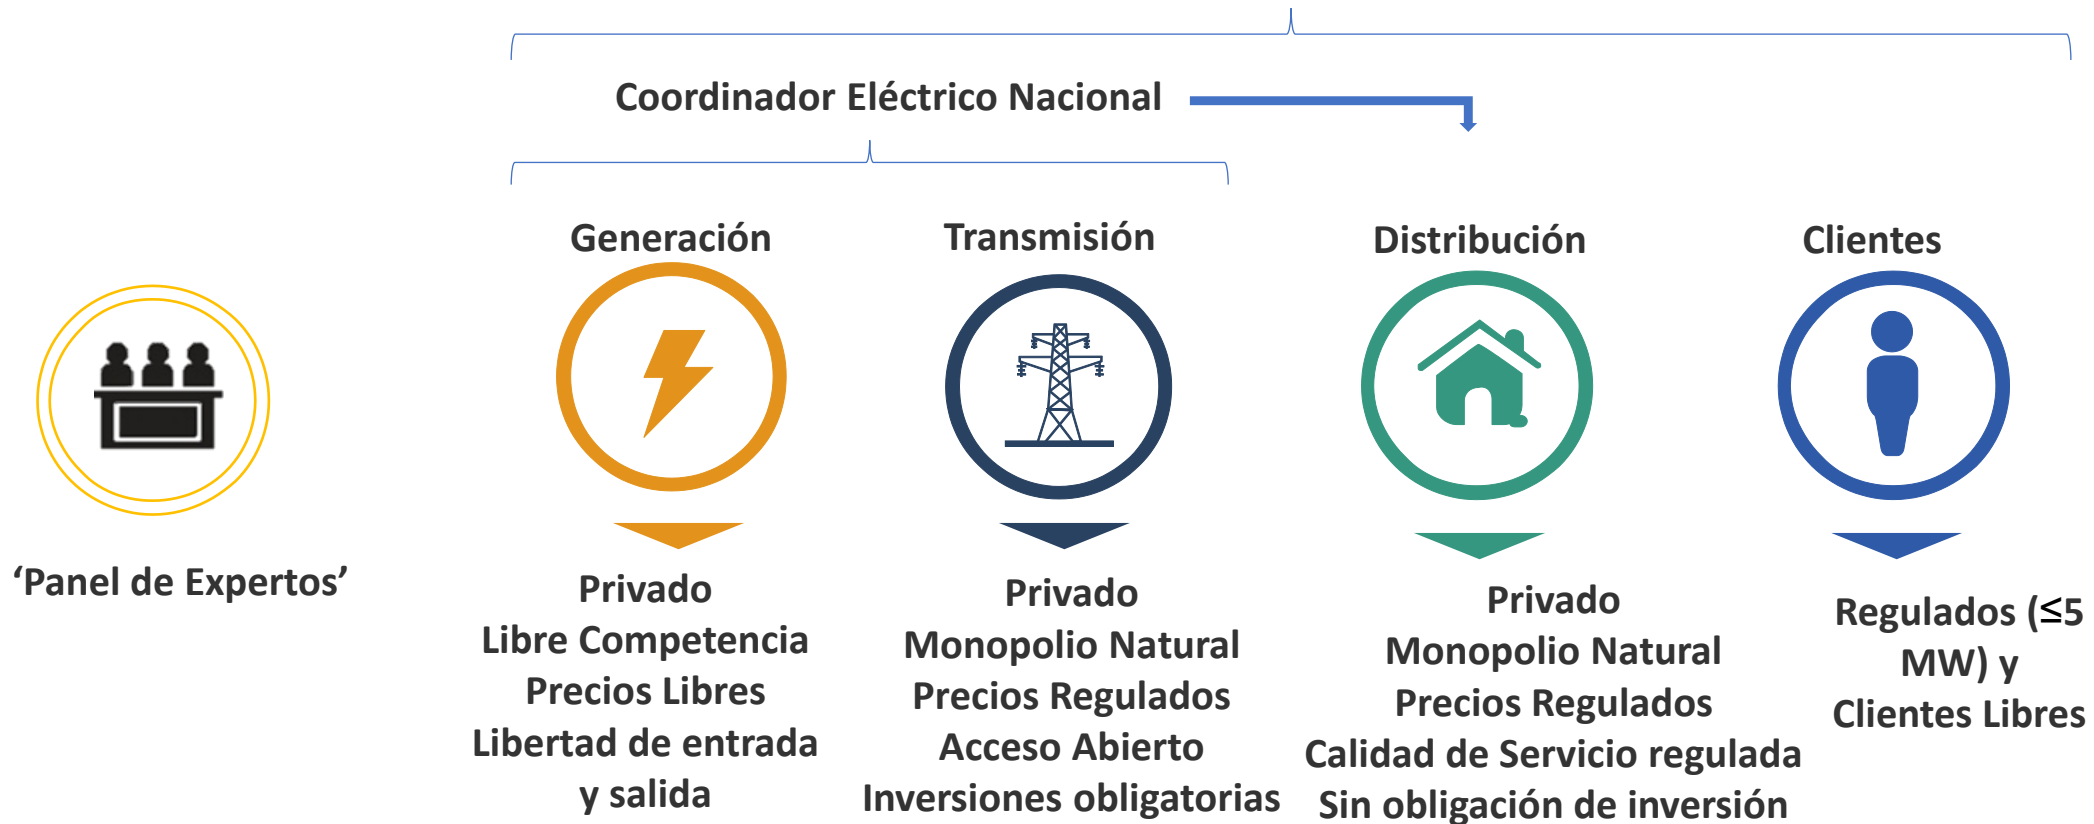 Coordinador Eléctrico Nacional
Generación
Transmisión
Distribución
Clientes
‘Panel de Expertos’
Privado
Libre Competencia
Precios Libres
Libertad de entrada
y salida
Privado
Monopolio Natural
Precios Regulados
Acceso Abierto
Inversiones obligatorias
Privado
Monopolio Natural
Precios Regulados
Calidad de Servicio regulada
Sin obligación de inversión
Regulados (≤5
MW) y
Clientes Libres